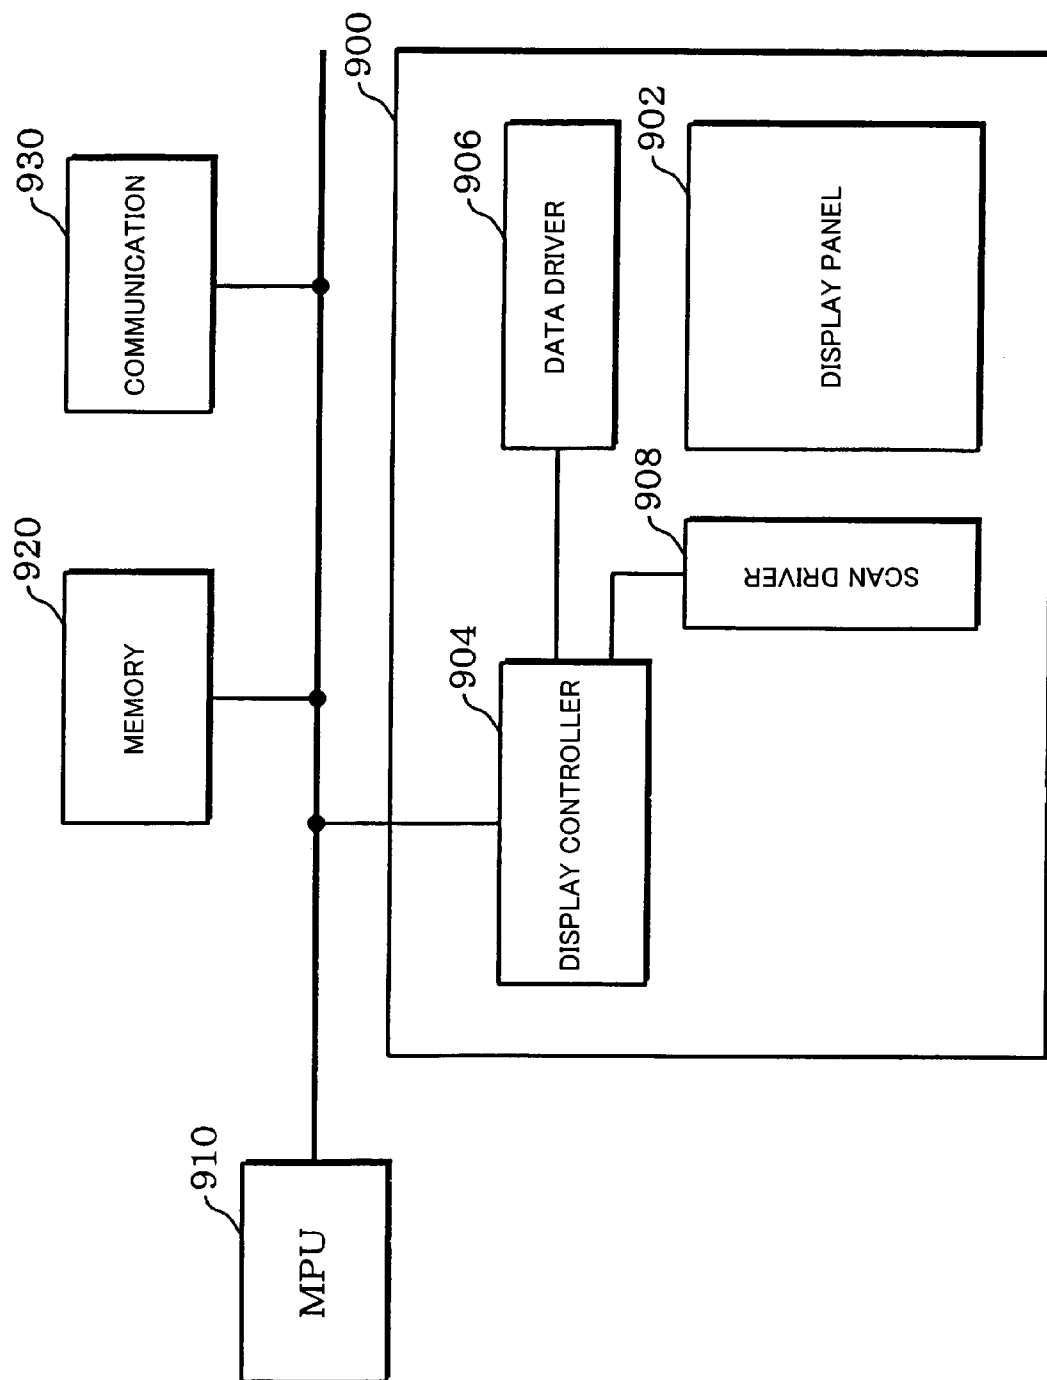 910
MPU
920
MEMORY
930
COMMUNICATION
900
904
DISPLAY CONTROLLER
906
DATA DRIVER
908
SCAN DRIVER
902
DISPLAY PANEL